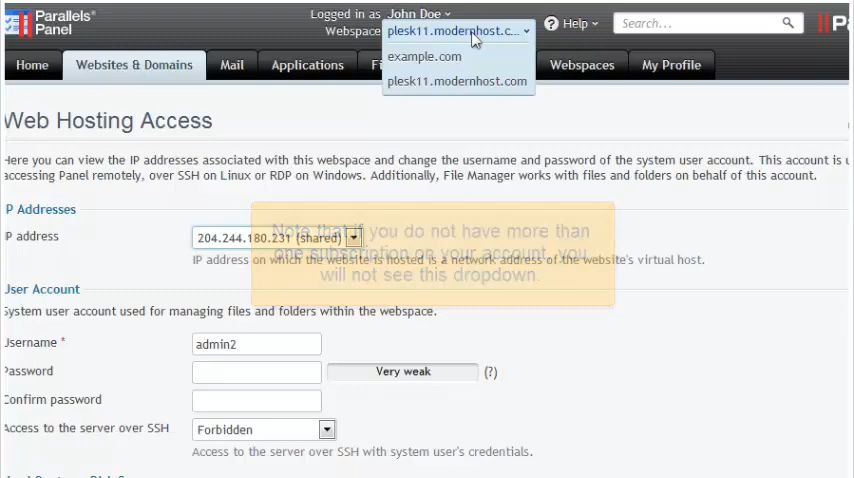 Parallels®
Panel
Logged in as John Doe
Webspace plesk11.modernhost.c...
Help
Search...
Home
Websites & Domains
Mail
Applications
Webspaces
My Profile
example.com
plesk11.modernhost.com
Web Hosting Access
Here you can view the IP addresses associated with this webspace and change the username and password of the system user account. This account is
accessing Panel remotely, over SSH on Linux or RDP on Windows. Additionally, File Manager works with files and folders on behalf of this account.
IP Addresses
IP address
204.244.180.231 (shared)
Note that if you do not have more than
one subscription on your account, you
will not see this dropdown.
IP address on which the website is hosted is a network address of the website's virtual host.
User Account
System user account used for managing files and folders within the webspace.
Username *
admin2
Password
Very weak
(?)
Confirm password
Access to the server over SSH
Forbidden
Access to the server over SSH with system user's credentials.